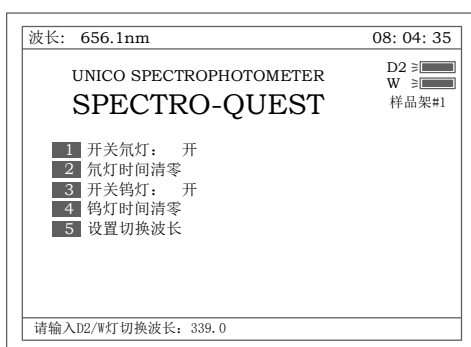 波长: 656.1nm 08: 04: 35
UNICO SPECTROPHOTOMETER
SPECTRO-QUEST
D2
W
样品架#1
1 开关氘灯： 开
2 氘灯时间清零
3 开关钨灯： 开
4 钨灯时间清零
5 设置切换波长
请输入D2/W灯切换波长：339.0